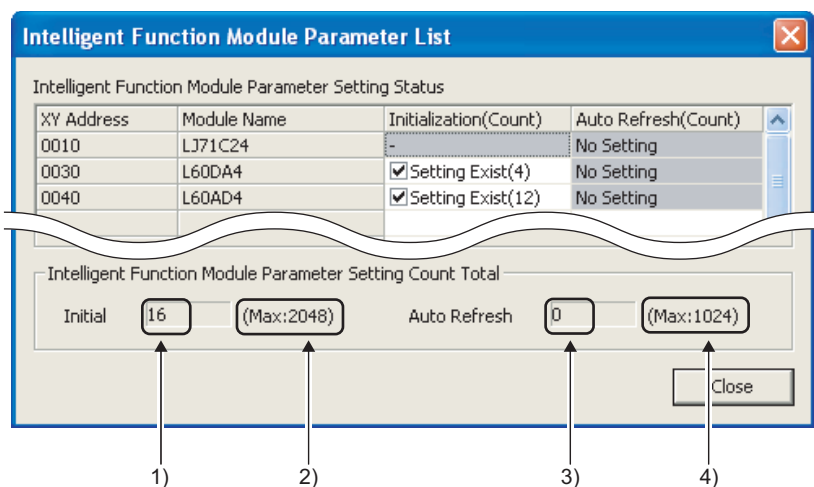 Intelligent Function Module Parameter List
Intelligent Function Module Parameter Setting Status
XY Address Module Name Initialization(Count) Auto Refresh(Count)
0010 LJ71C24 - No Setting
0030 L60DA4 Setting Exist(4) No Setting
0040 L60AD4 Setting Exist(12) No Setting
Intelligent Function Module Parameter Setting Count Total
Initial 16 (Max:2048) Auto Refresh 0 (Max:1024)
Close
1) 2) 3) 4)